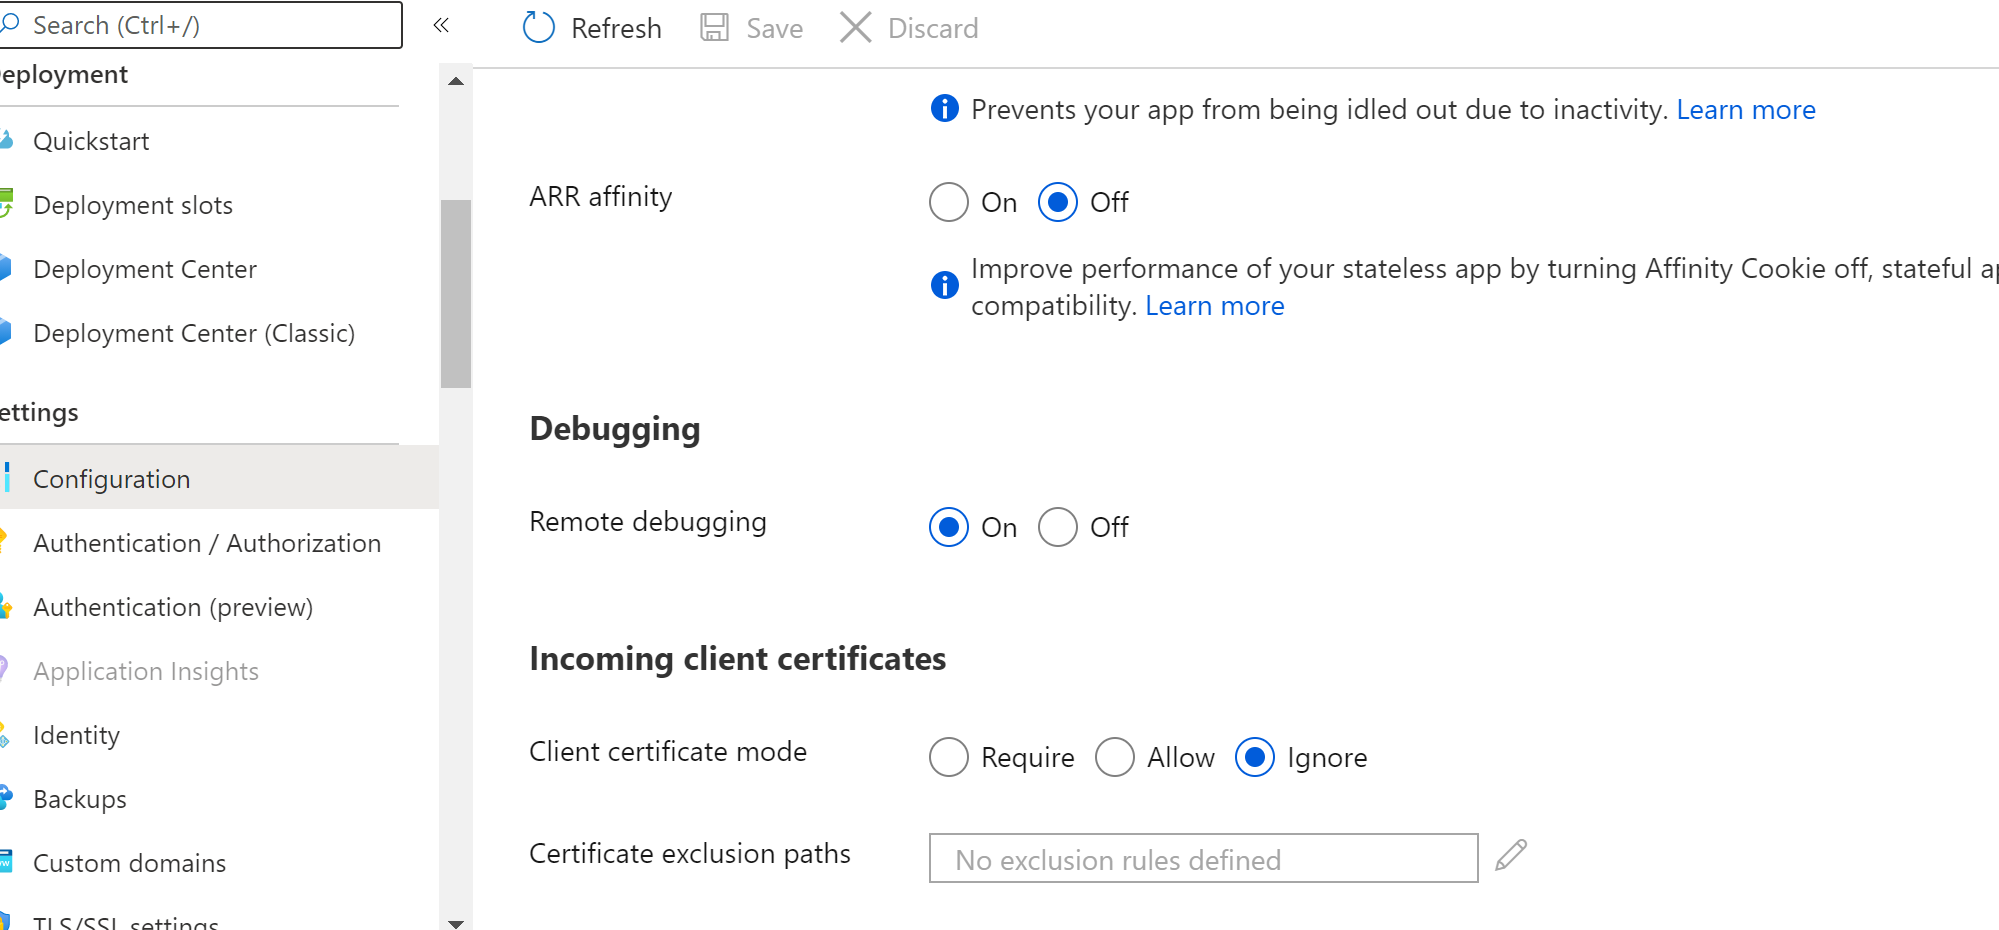 Search (Ctrl+/)
«
Refresh
Save
Discard
eployment
Quickstart
Deployment slots
Deployment Center
Deployment Center (Classic)
ettings
Configuration
Authentication / Authorization
Authentication (preview)
Application Insights
Identity
Backups
Custom domains
TLS/SSL settings
Prevents your app from being idled out due to inactivity. Learn more
ARR affinity
On
Off
Improve performance of your stateless app by turning Affinity Cookie off, stateful ap
compatibility. Learn more
Debugging
Remote debugging
On
Off
Incoming client certificates
Client certificate mode
Require
Allow
Ignore
Certificate exclusion paths
No exclusion rules defined